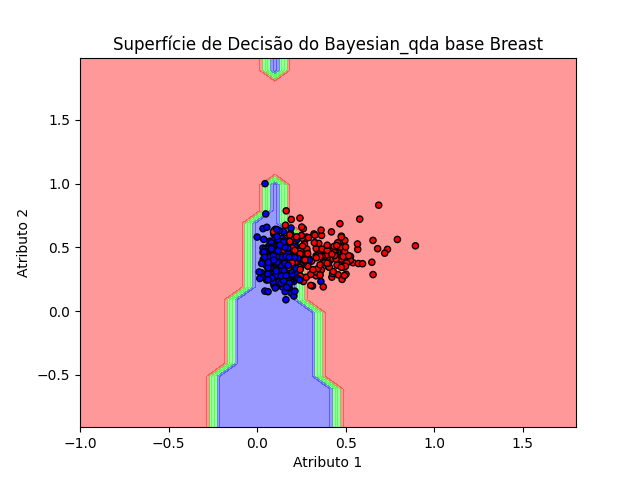 Superfície de Decisão do Bayesian_qda base Breast
Atributo 2
1.5
1.0
0.5
0.0
−0.5
−1.0 −0.5 0.0 0.5 1.0 1.5
Atributo 1